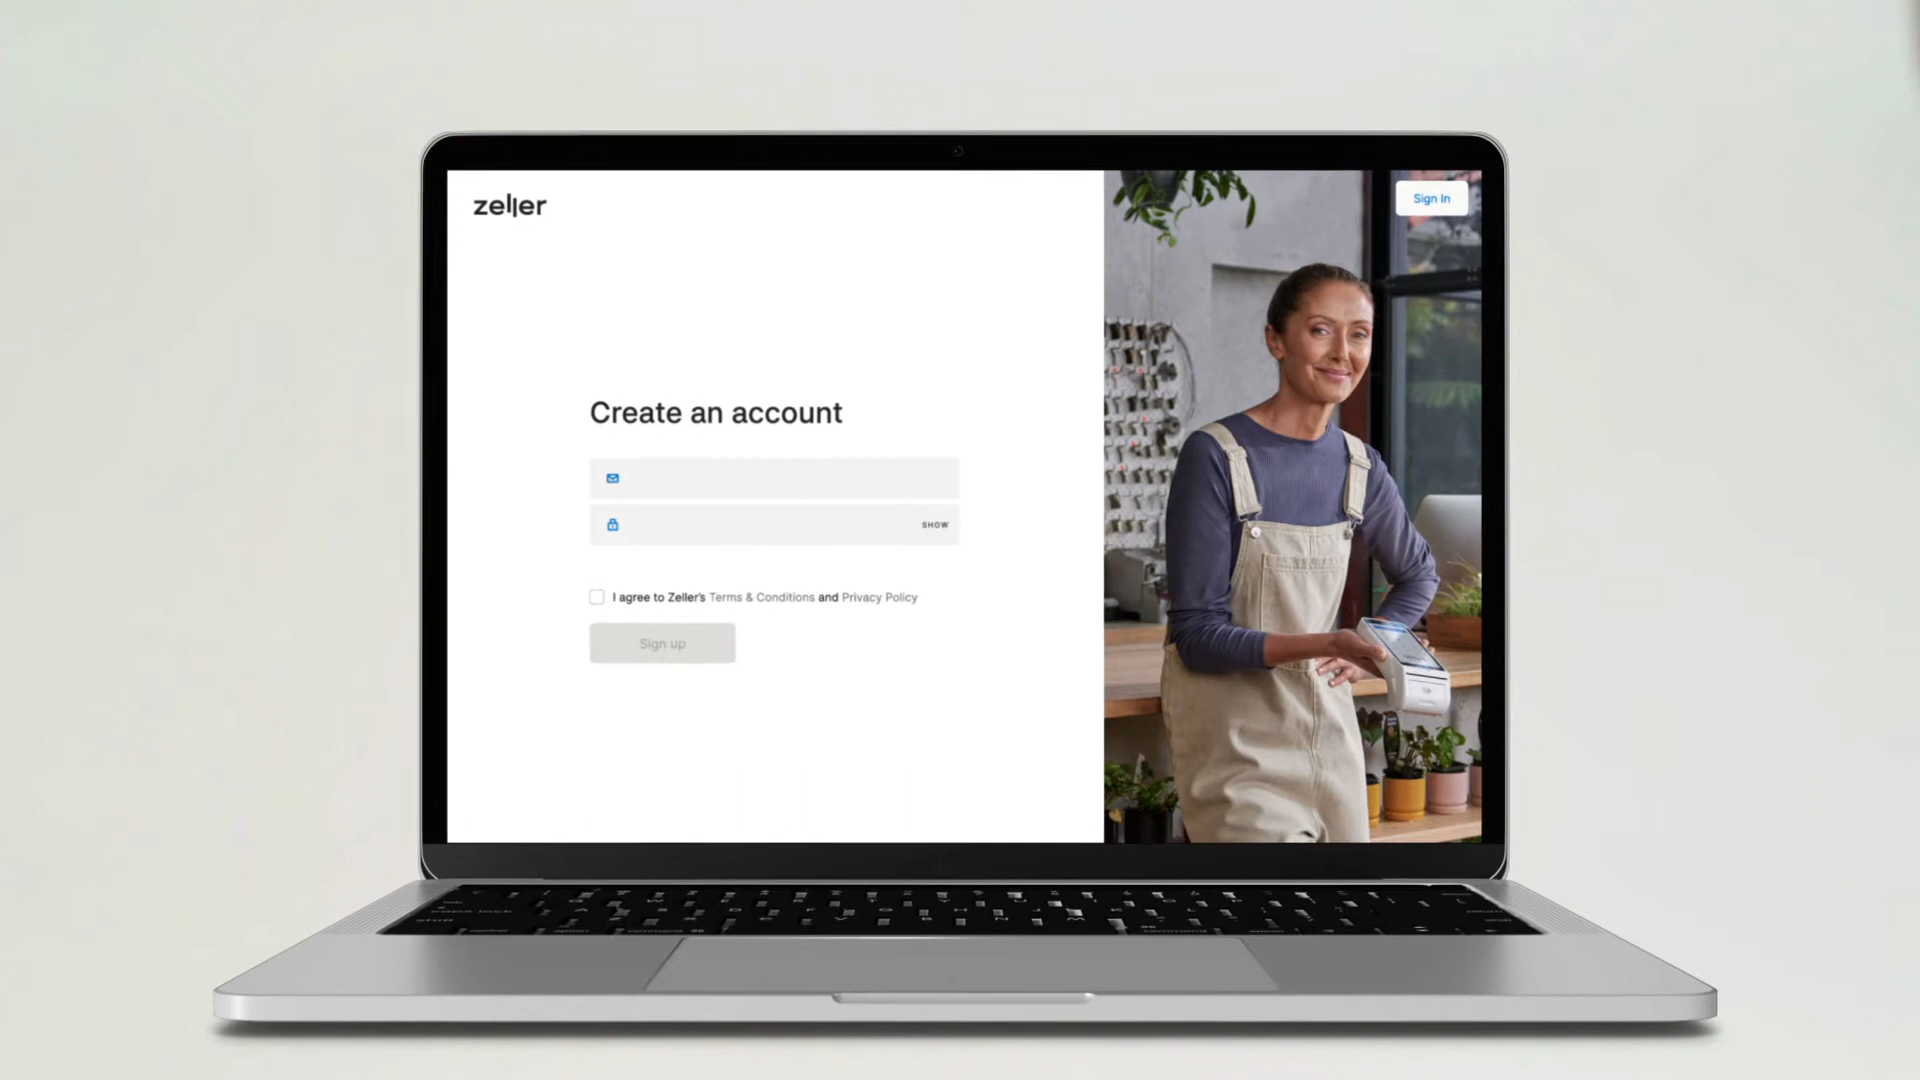 zeller
Sign In
Create an account
SHOW
I agree to Zeller's Terms & Conditions and Privacy Policy
Sign up